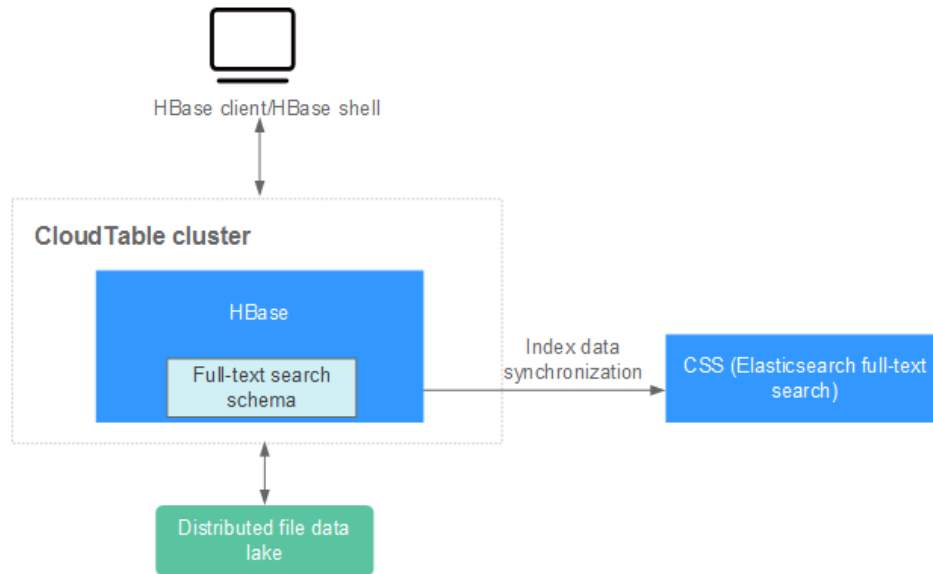 HBase client/HBase shell
CloudTable cluster
HBase
Full-text search
schema
Index data
synchronization
CSS (Elasticsearch full-text
search)
Distributed file data
lake